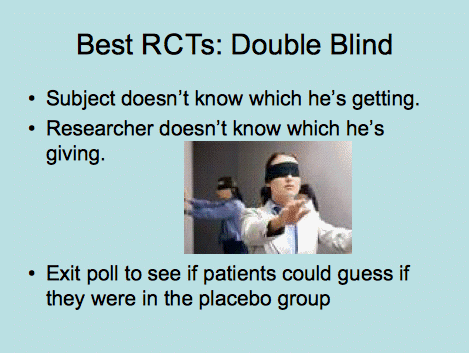 Best RCTs: Double Blind
• Subject doesn't know which he's getting.
• Researcher doesn't know which he's
giving.
• Exit poll to see if patients could guess if
they were in the placebo group